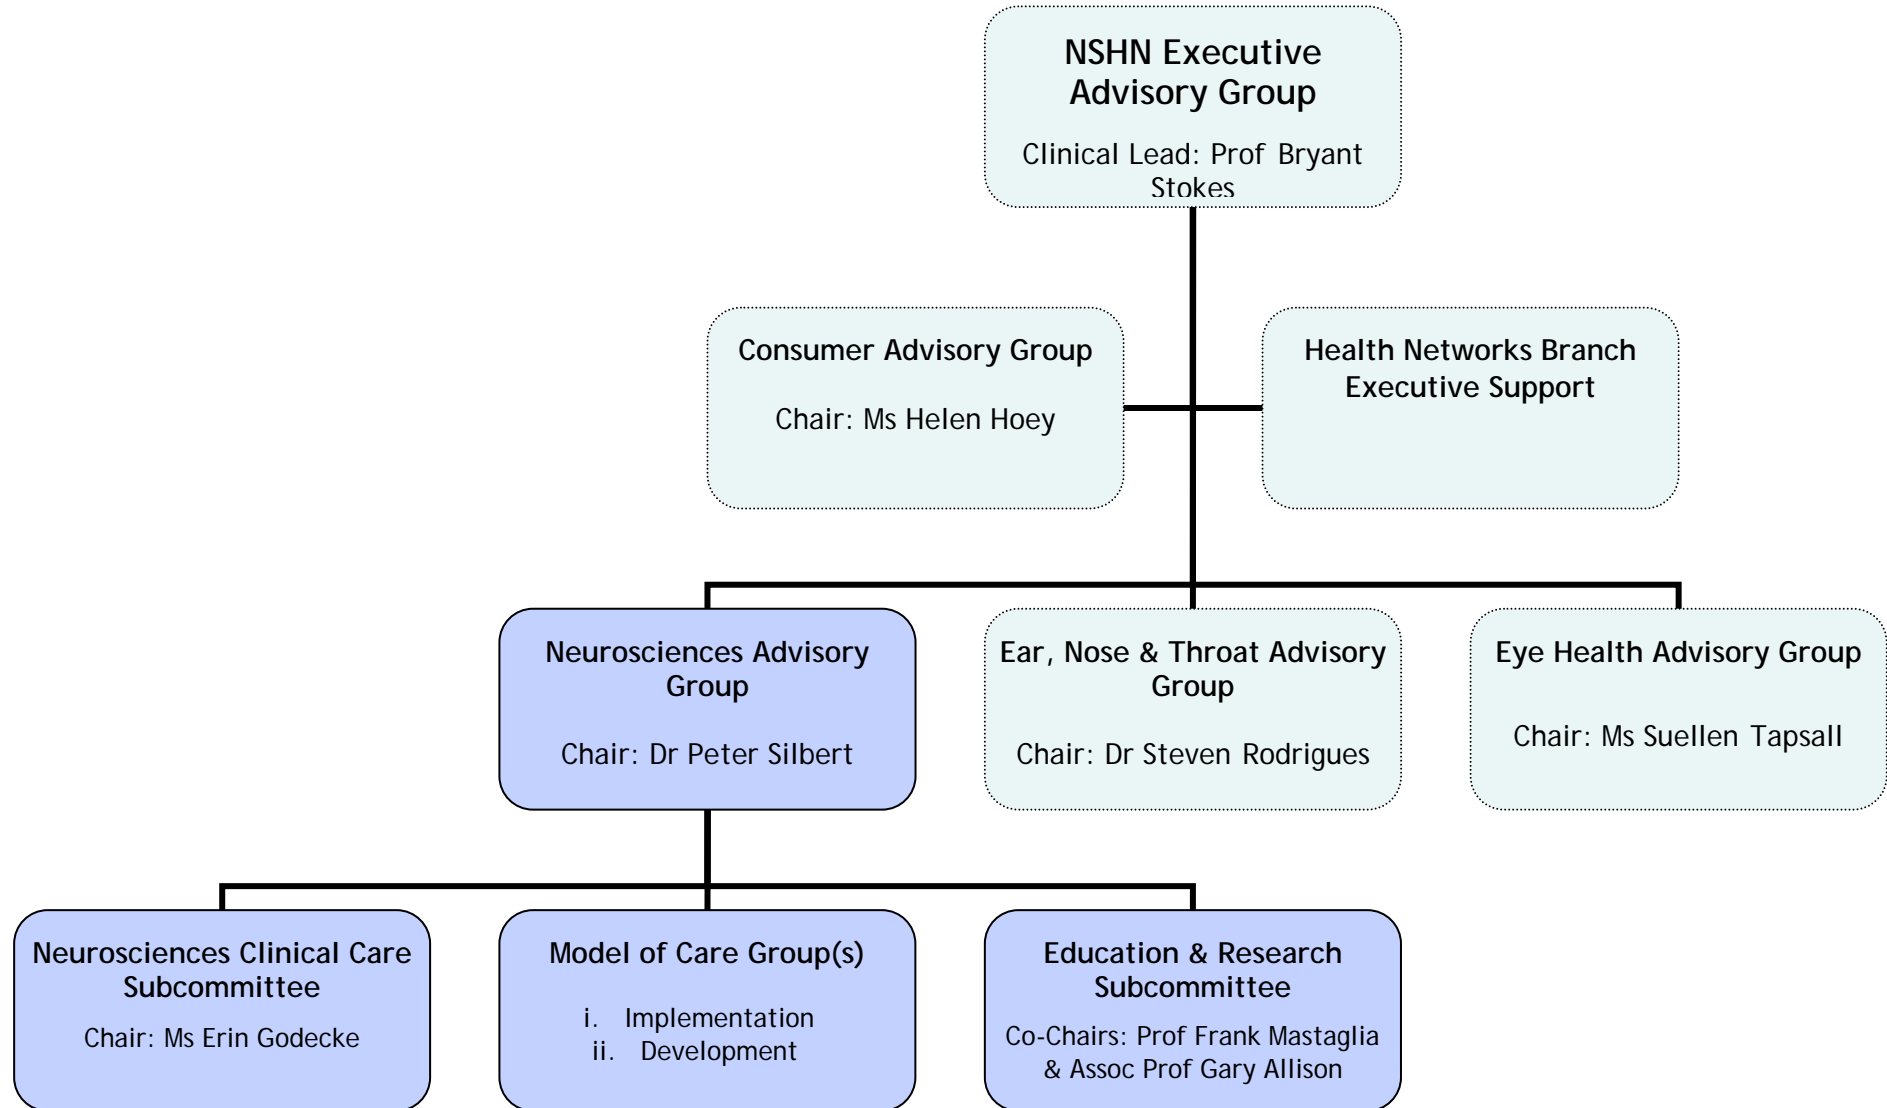 NSHN Executive
Advisory Group
Clinical Lead: Prof Bryant
Stokes
Consumer Advisory Group
Chair: Ms Helen Hoey
Health Networks Branch
Executive Support
Neurosciences Advisory
Group
Chair: Dr Peter Silbert
Ear, Nose & Throat Advisory
Group
Chair: Dr Steven Rodrigues
Eye Health Advisory Group
Chair: Ms Suellen Tapsall
Neurosciences Clinical Care
Subcommittee
Chair: Ms Erin Godecke
Model of Care Group(s)
i. Implementation
ii. Development
Education & Research
Subcommittee
Co-Chairs: Prof Frank Mastaglia
& Assoc Prof Gary Allison